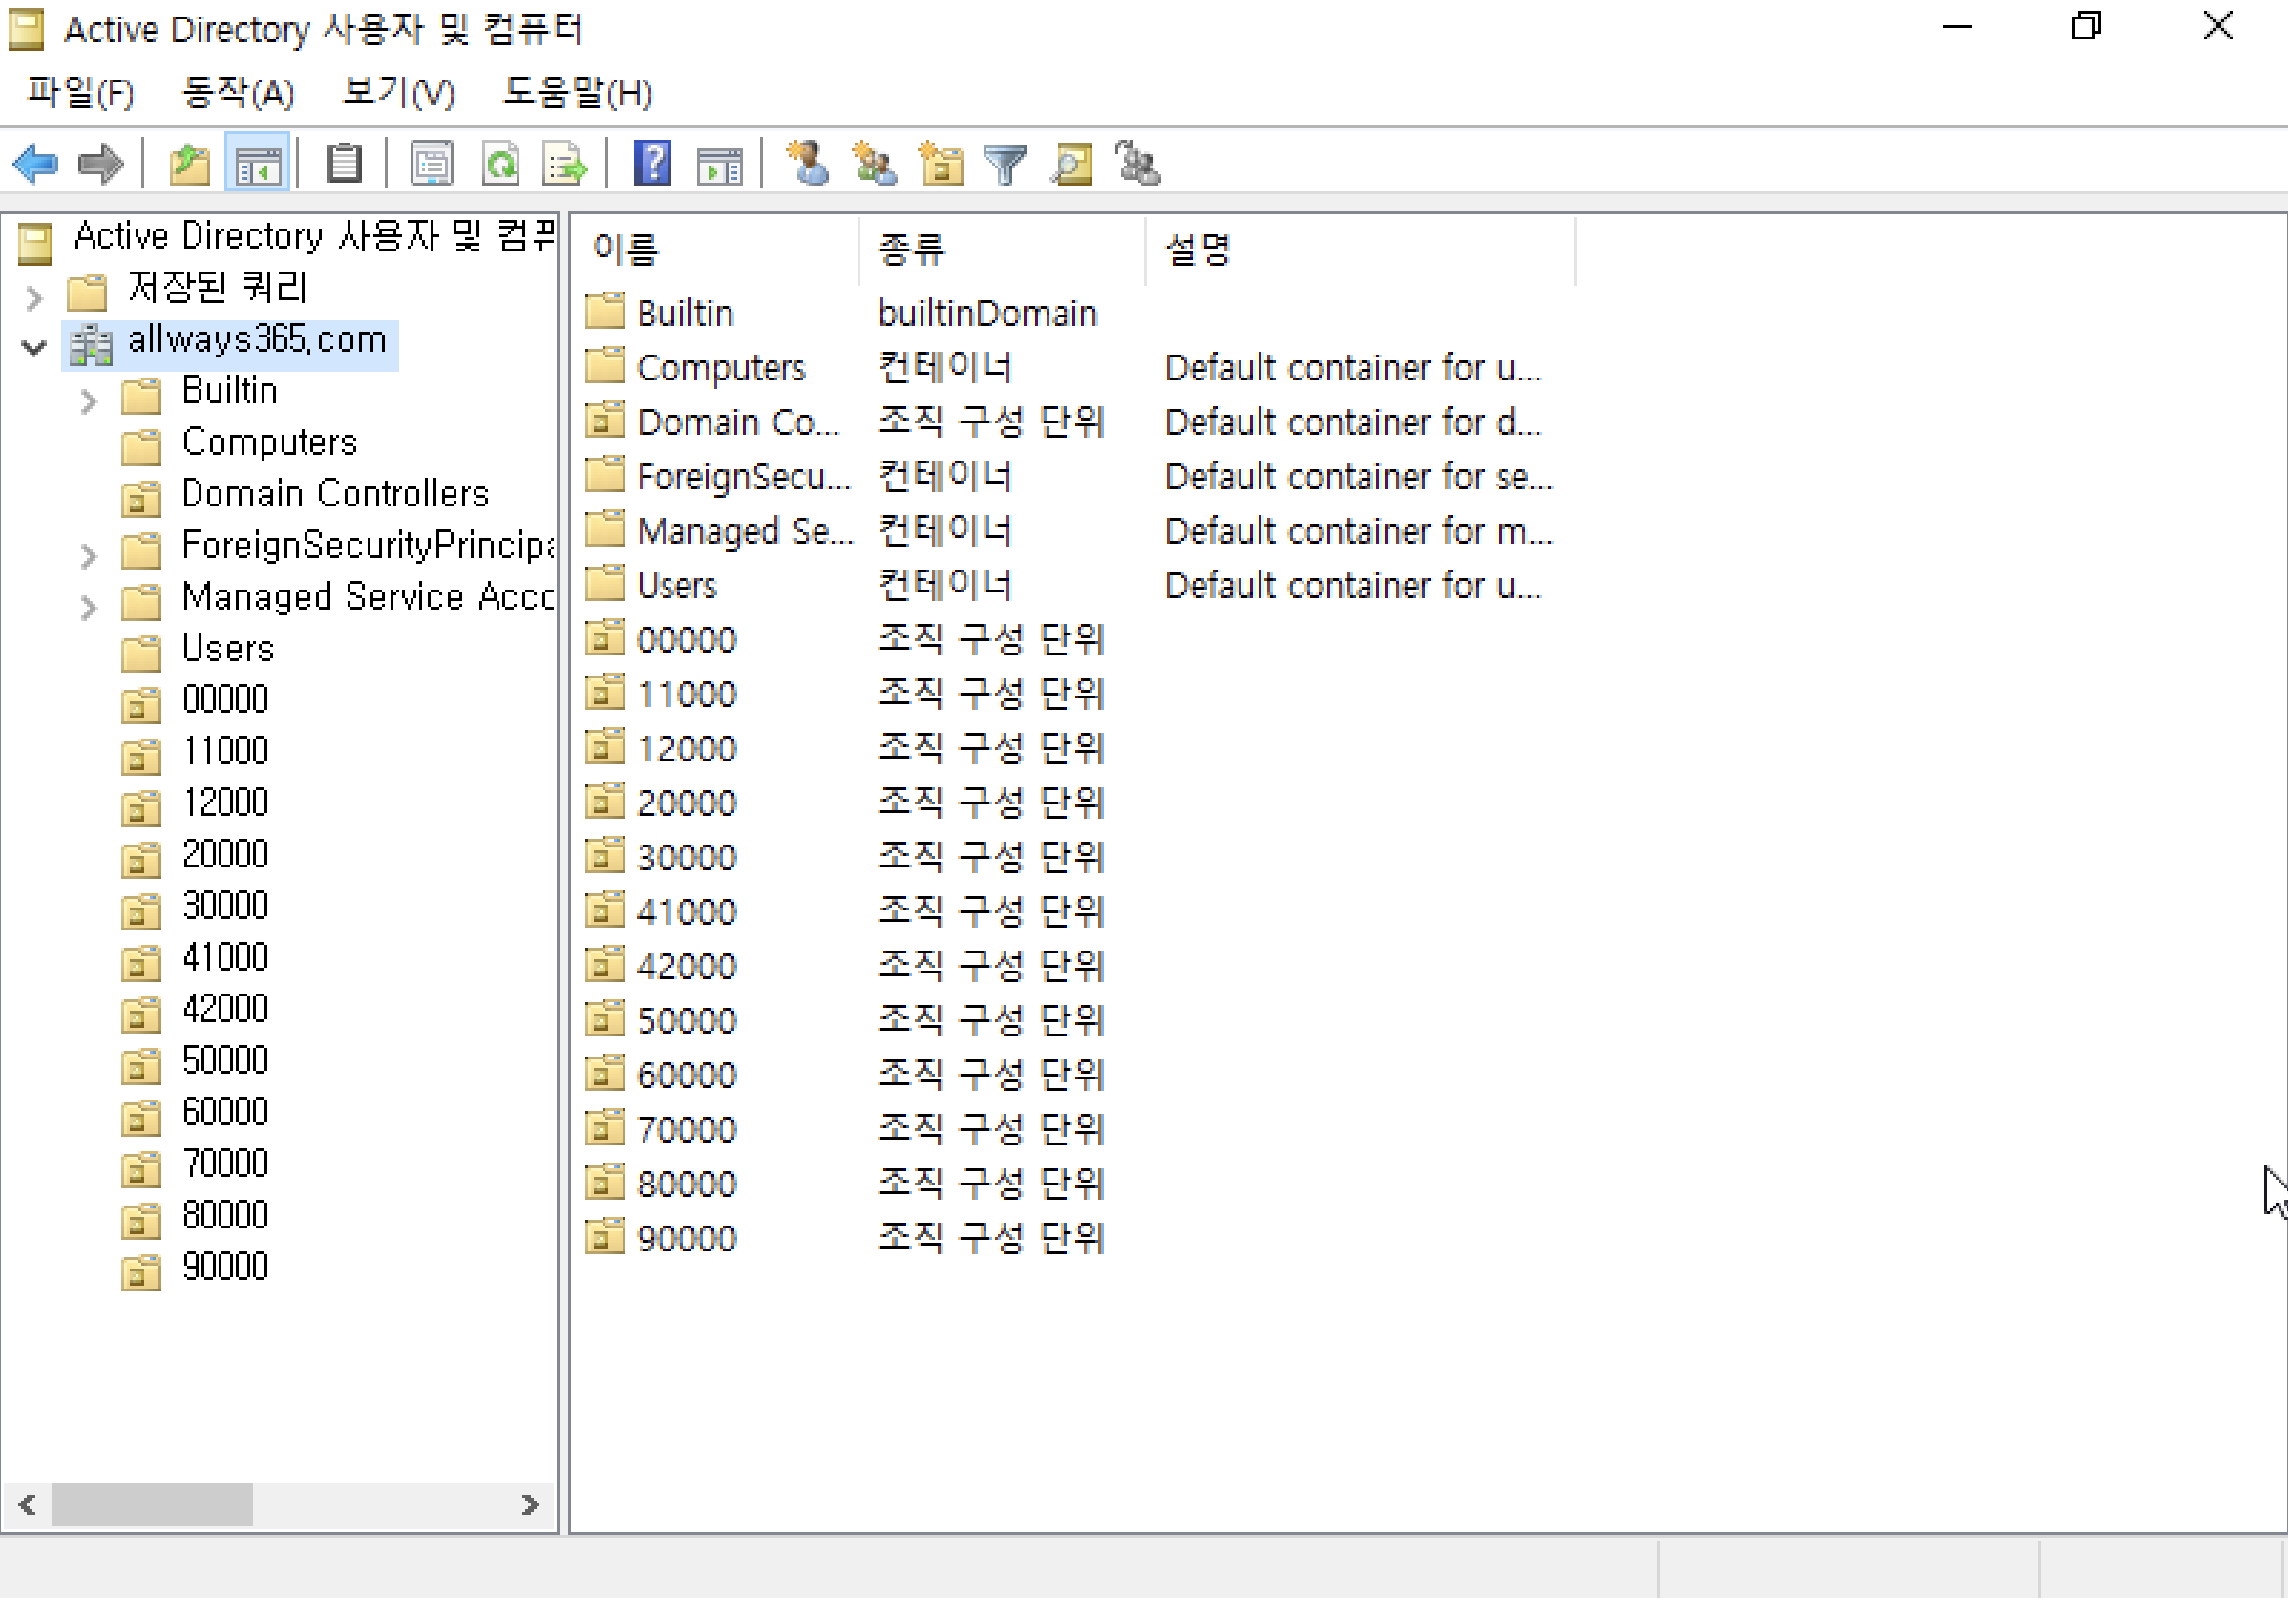 Active Directory 사용자 및 컴퓨터
파일(F) 동작(A) 보기(V) 도움말(H)
Active Directory 사용자 및 컴퓨
저장된 쿼리
allways365.com
Builtin
Computers
Domain Controllers
ForeignSecurityPrincipa
Managed Service Acco
Users
00000
11000
12000
20000
30000
41000
42000
50000
60000
70000
80000
90000
이름 종류 설명
Builtin builtinDomain
Computers 컨테이너 Default container for u...
Domain Co... 조직 구성 단위 Default container for d...
ForeignSecu... 컨테이너 Default container for se...
Managed Se... 컨테이너 Default container for m...
Users 컨테이너 Default container for u...
00000 조직 구성 단위
11000 조직 구성 단위
12000 조직 구성 단위
20000 조직 구성 단위
30000 조직 구성 단위
41000 조직 구성 단위
42000 조직 구성 단위
50000 조직 구성 단위
60000 조직 구성 단위
70000 조직 구성 단위
80000 조직 구성 단위
90000 조직 구성 단위